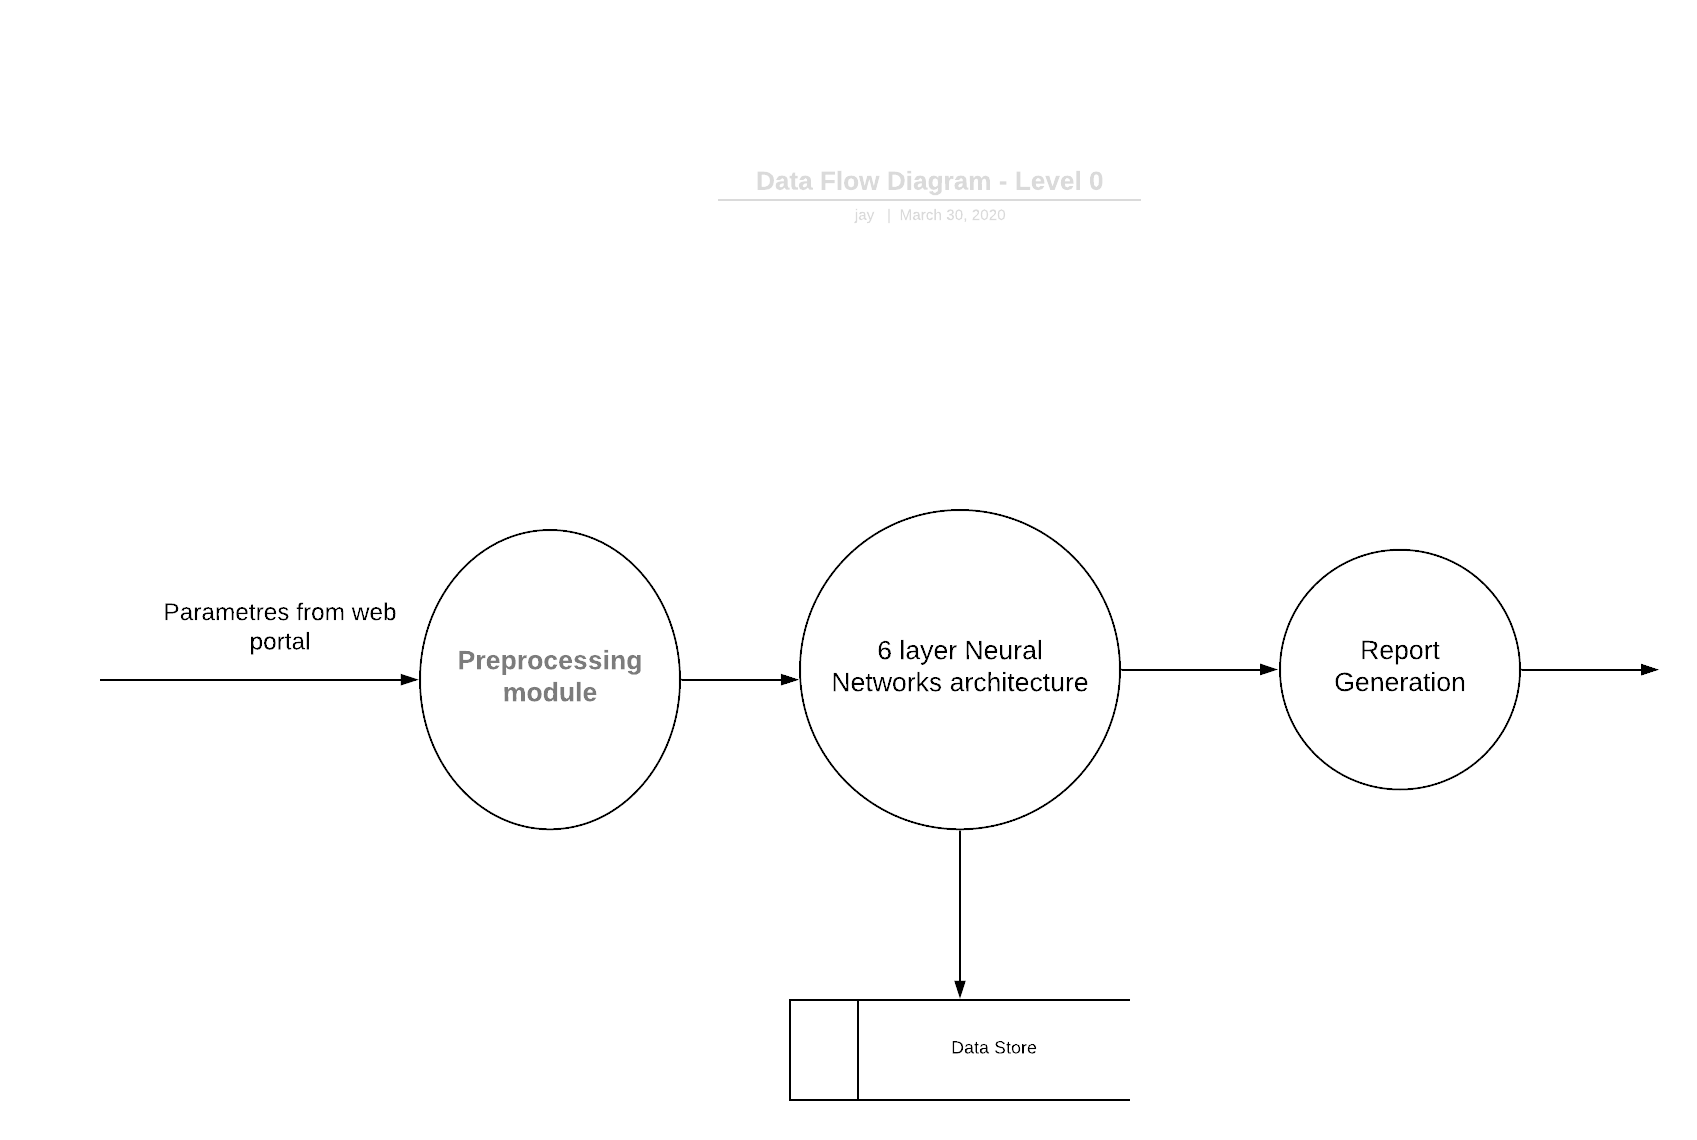 Data Flow Diagram - Level 0
jay | March 30, 2020
Parametres from web
portal
Preprocessing
module
6 layer Neural
Networks architecture
Report
Generation
Data Store